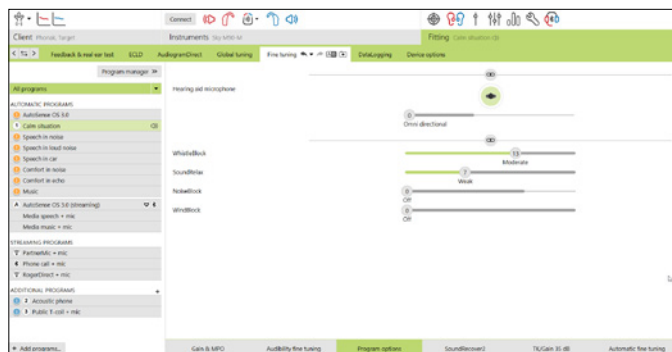 Connect
Client Phonak, Target
Instruments Sky M90-M
Fitting Calm situation
Feedback & real ear test
ECLD
AudiogramDirect
Global tuning
Fine tuning
DataLogging
Device options
Program manager
All programs
AUTOMATIC PROGRAMS
AutoSense OS 3.0
Calm situation
Speech in noise
Speech in loud noise
Speech in car
Comfort in noise
Comfort in echo
Music
A AutoSense OS 3.0 (streaming)
Media speech + mic
Media music + mic
STREAMING PROGRAMS
PartnerMic + mic
Phone call + mic
RogerDirect + mic
ADDITIONAL PROGRAMS +
2 Acoustic phone
3 Public T-coil + mic
+ Add programs...
Hearing aid microphone
0
Omni directional
WhistleBlock
13
Moderate
SoundRelax
7
Weak
NoiseBlock
0
Off
WindBlock
0
Off
Gain & MPO
Audibility fine tuning
Program options
SoundRecover2
TK/Gain 35 dB
Automatic fine tuning